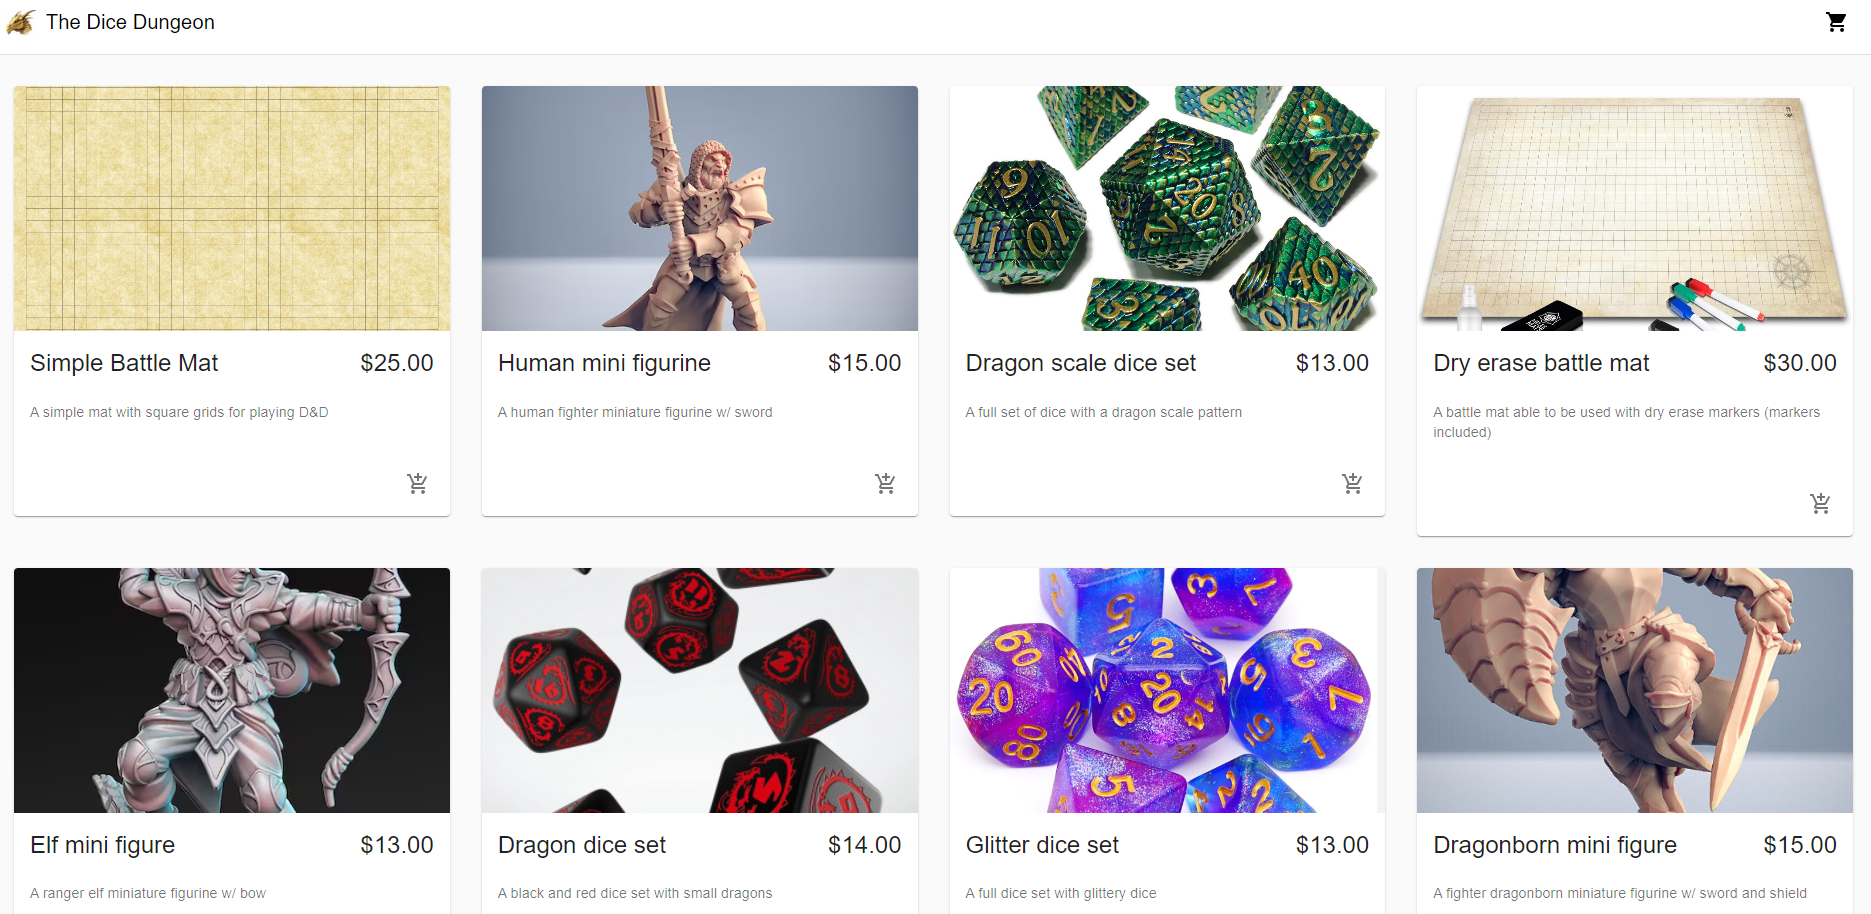 The Dice Dungeon
Simple Battle Mat $25.00
A simple mat with square grids for playing D&D
Human mini figurine $15.00
A human fighter miniature figurine w/ sword
Dragon scale dice set $13.00
A full set of dice with a dragon scale pattern
Dry erase battle mat $30.00
A battle mat able to be used with dry erase markers (markers
included)
Elf mini figure $13.00
A ranger elf miniature figurine w/ bow
Dragon dice set $14.00
A black and red dice set with small dragons
Glitter dice set $13.00
A full dice set with glittery dice
Dragonborn mini figure $15.00
A fighter dragonborn miniature figurine w/ sword and shield